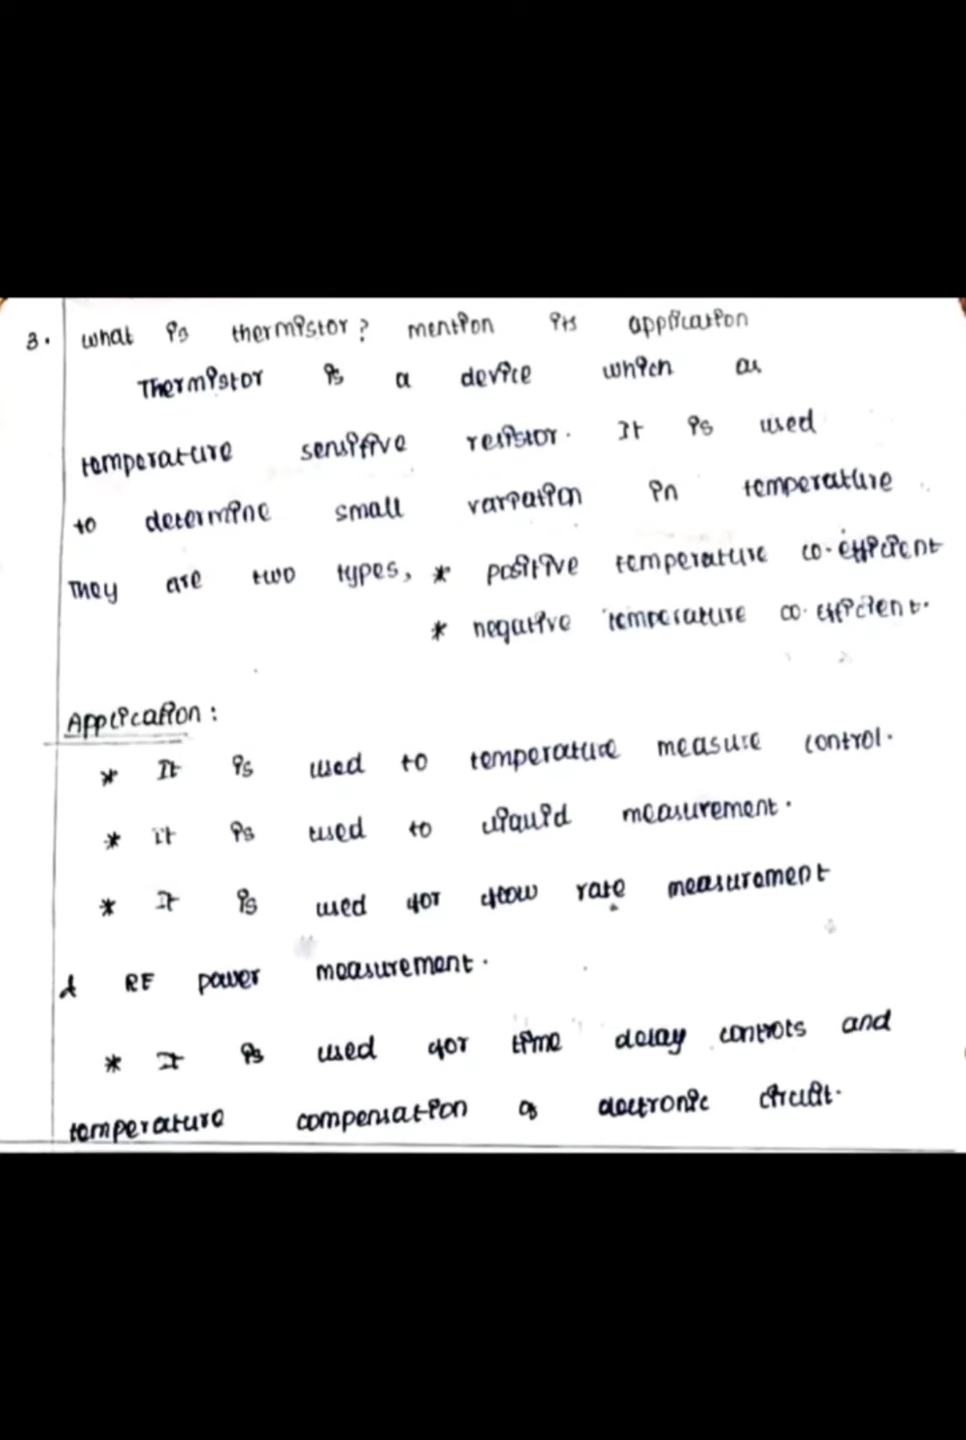 3. What is thermistor? mention its application
Thermistor is a device which as
temperature sensitive resistor. It is used
to determine small variation in temperature
They are two types, * positive temperature co-efficient
* negative temperature co-efficient.
Application:
* It is used to temperature measure control.
* it is used to liquid measurement.
* It is used for flow rate measurement
& RF power measurement.
* It is used for time delay controls and
temperature compensation of electronic circuit.